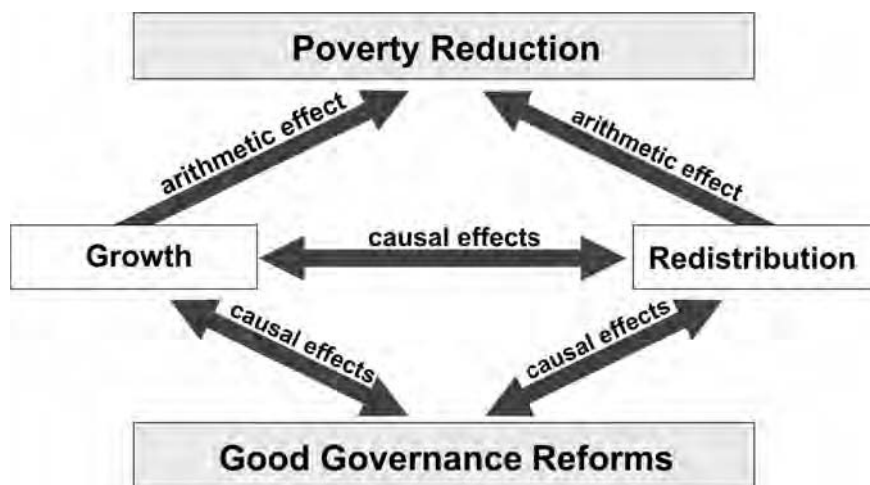 Poverty Reduction
arithmetic effect
arithmetic effect
causal effects
Growth
Redistribution
causal effects
causal effects
Good Governance Reforms